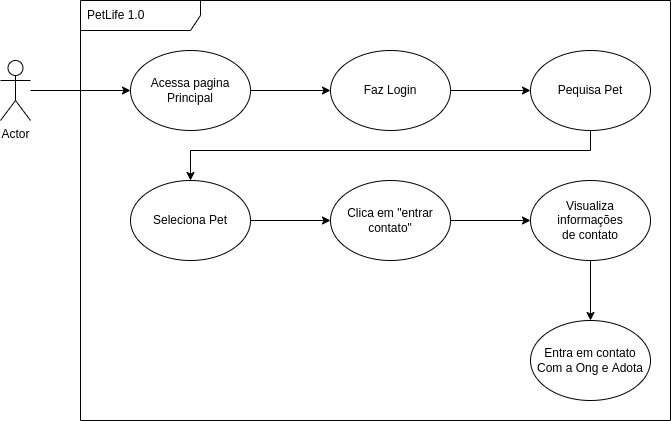 PetLife 1.0
Actor
Acessa pagina
Principal
Faz Login
Pequisa Pet
Seleciona Pet
Clica em "entrar
contato"
Visualiza
informações
de contato
Entra em contato
Com a Ong e Adota